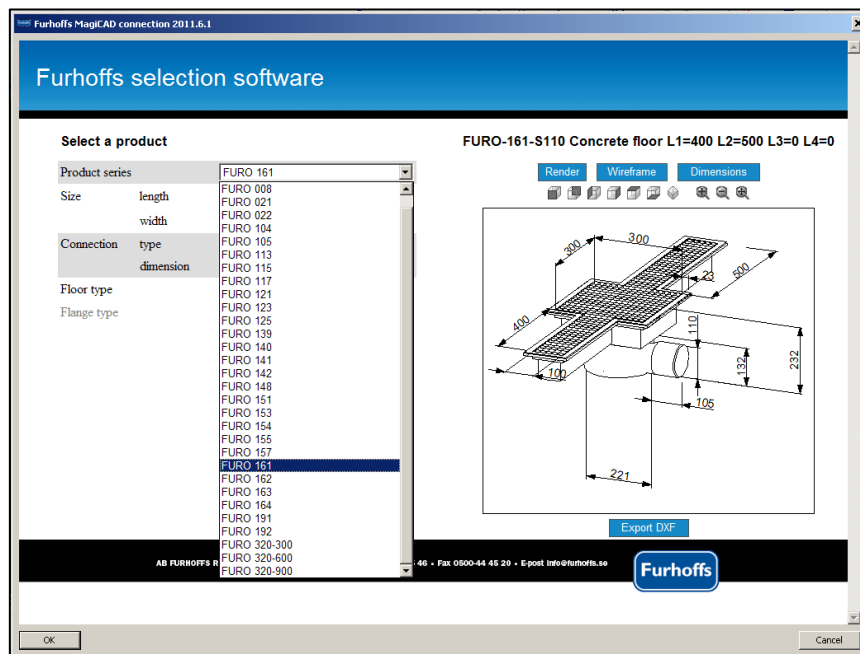 Furhoffs MagiCAD connection 2011.6.1
Furhoffs selection software
Select a product
FURO-161-S110 Concrete floor L1=400 L2=500 L3=0 L4=0
Product series
FURO 161
Size
length
width
Connection
type
dimension
Floor type
Flange type
FURO 008
FURO 021
FURO 022
FURO 104
FURO 105
FURO 113
FURO 115
FURO 117
FURO 121
FURO 123
FURO 125
FURO 139
FURO 140
FURO 141
FURO 142
FURO 148
FURO 151
FURO 153
FURO 154
FURO 155
FURO 157
FURO 161
FURO 162
FURO 163
FURO 164
FURO 191
FURO 192
FURO 320-300
FURO 320-600
FURO 320-900
Render
Wireframe
Dimensions
300
300
23
500
400
110
100
132
232
105
221
Export DXF
AB FURHOFFS R
46 • Fax 0500-44 45 20 • E-post info@furhoffs.se
Furhoffs
OK
Cancel